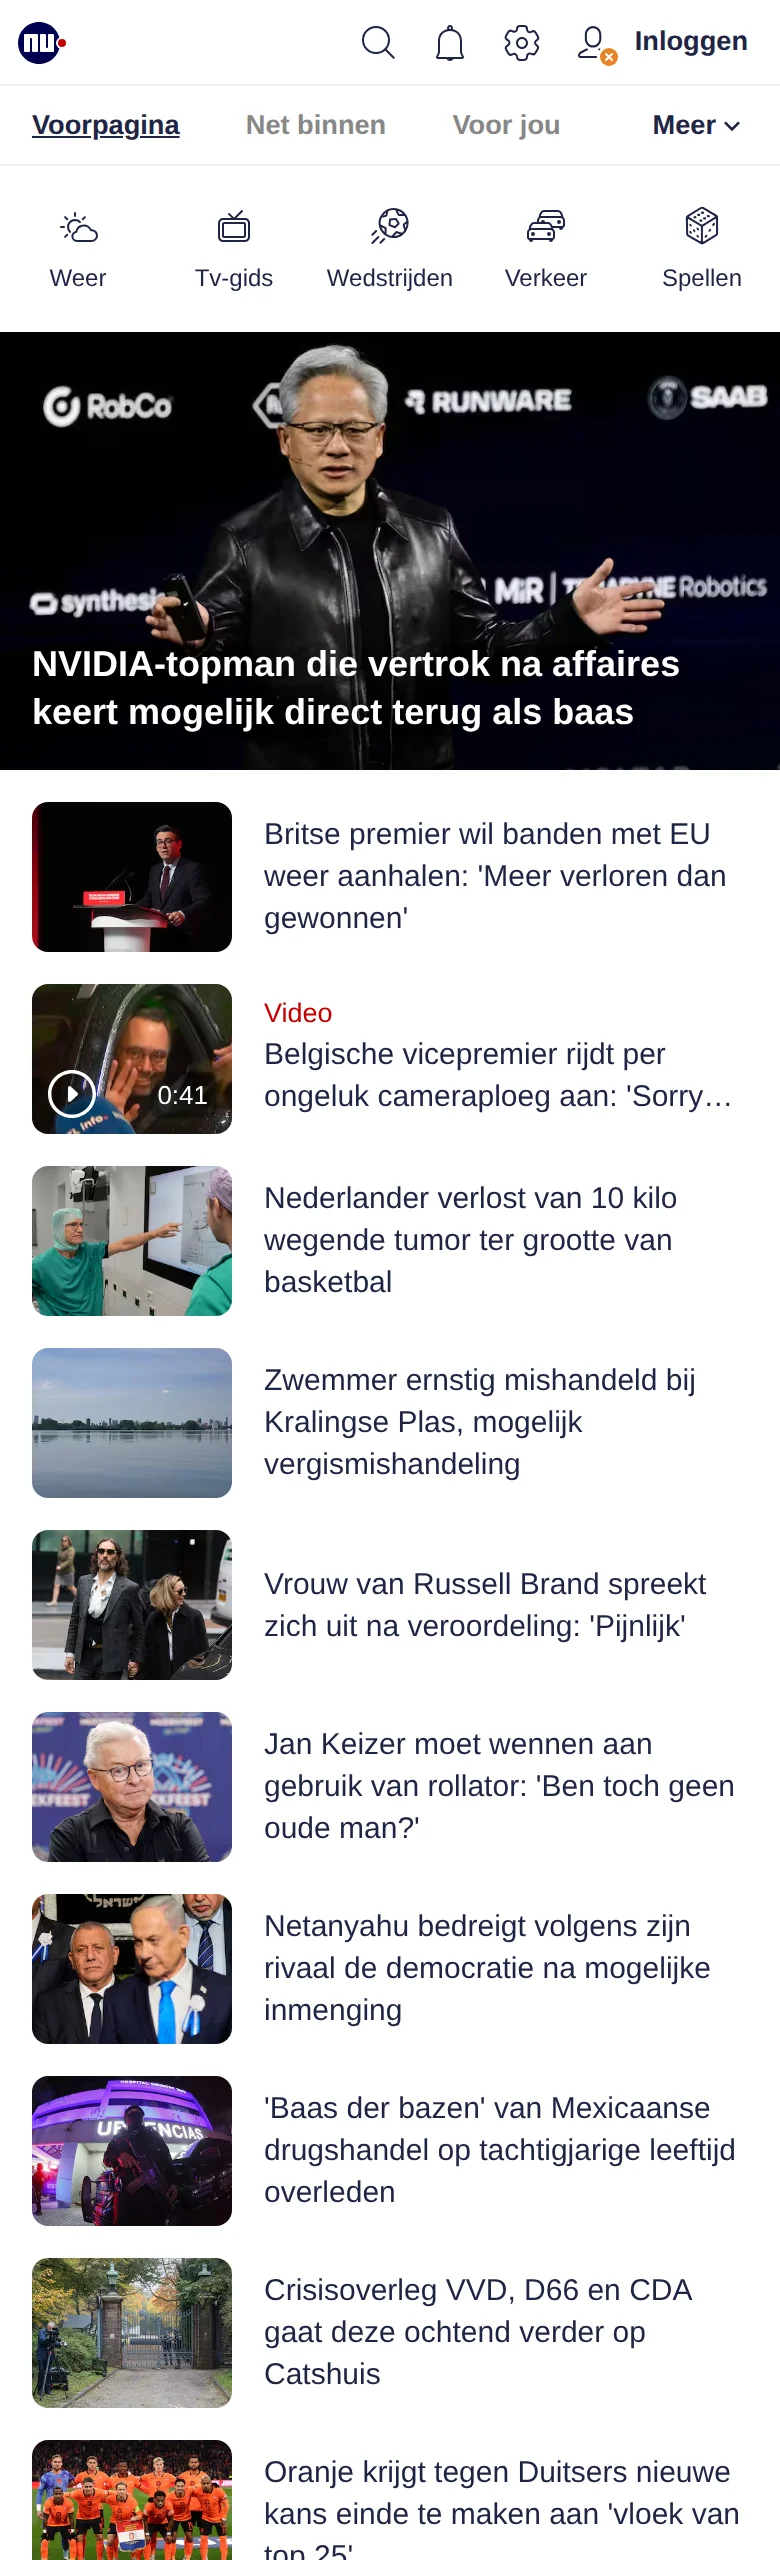 nu
Inloggen
Voorpagina Net binnen Voor jou Meer
Weer Tv-gids Wedstrijden Verkeer Spellen
RobCo RUNWARE SAAB
synthesis MiR Robotics
NVIDIA-topman die vertrok na affaires
keert mogelijk direct terug als baas
Britse premier wil banden met EU
weer aanhalen: 'Meer verloren dan
gewonnen'
Video
Belgische vicepremier rijdt per
ongeluk cameraploeg aan: 'Sorry…
0:41
Nederlander verlost van 10 kilo
wegende tumor ter grootte van
basketbal
Zwemmer ernstig mishandeld bij
Kralingse Plas, mogelijk
vergismishandeling
Vrouw van Russell Brand spreekt
zich uit na veroordeling: 'Pijnlijk'
Jan Keizer moet wennen aan
gebruik van rollator: 'Ben toch geen
oude man?'
Netanyahu bedreigt volgens zijn
rivaal de democratie na mogelijke
inmenging
'Baas der bazen' van Mexicaanse
drugshandel op tachtigjarige leeftijd
overleden
Crisisoverleg VVD, D66 en CDA
gaat deze ochtend verder op
Catshuis
Oranje krijgt tegen Duitsers nieuwe
kans einde te maken aan 'vloek van
top 25'